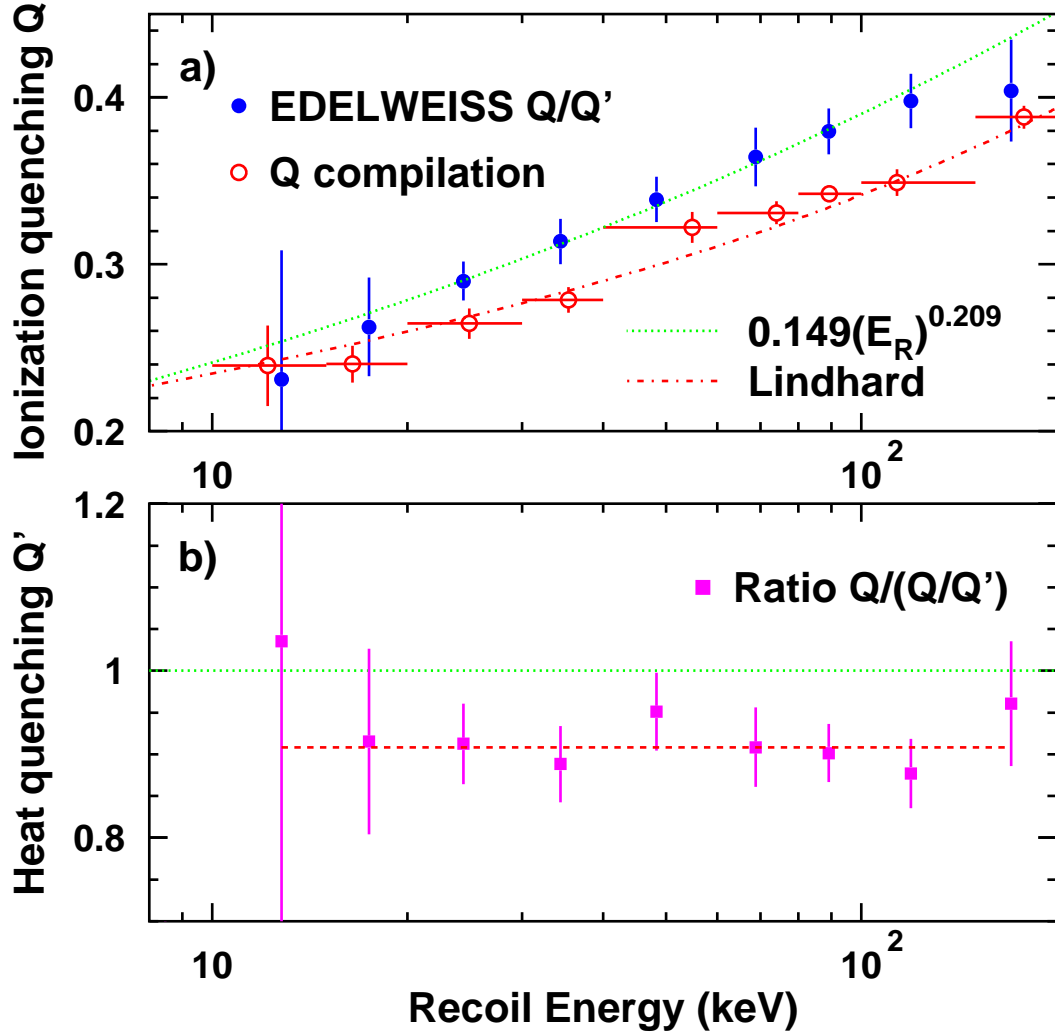 Ionization quenching Q
a)
EDELWEISS Q/Q’
Q compilation
0.4
0.3
0.2
0.149(E_R)^0.209
Lindhard
10
10^2
Heat quenching Q’
b)
Ratio Q/(Q/Q’)
1.2
1
0.8
10
10^2
Recoil Energy (keV)